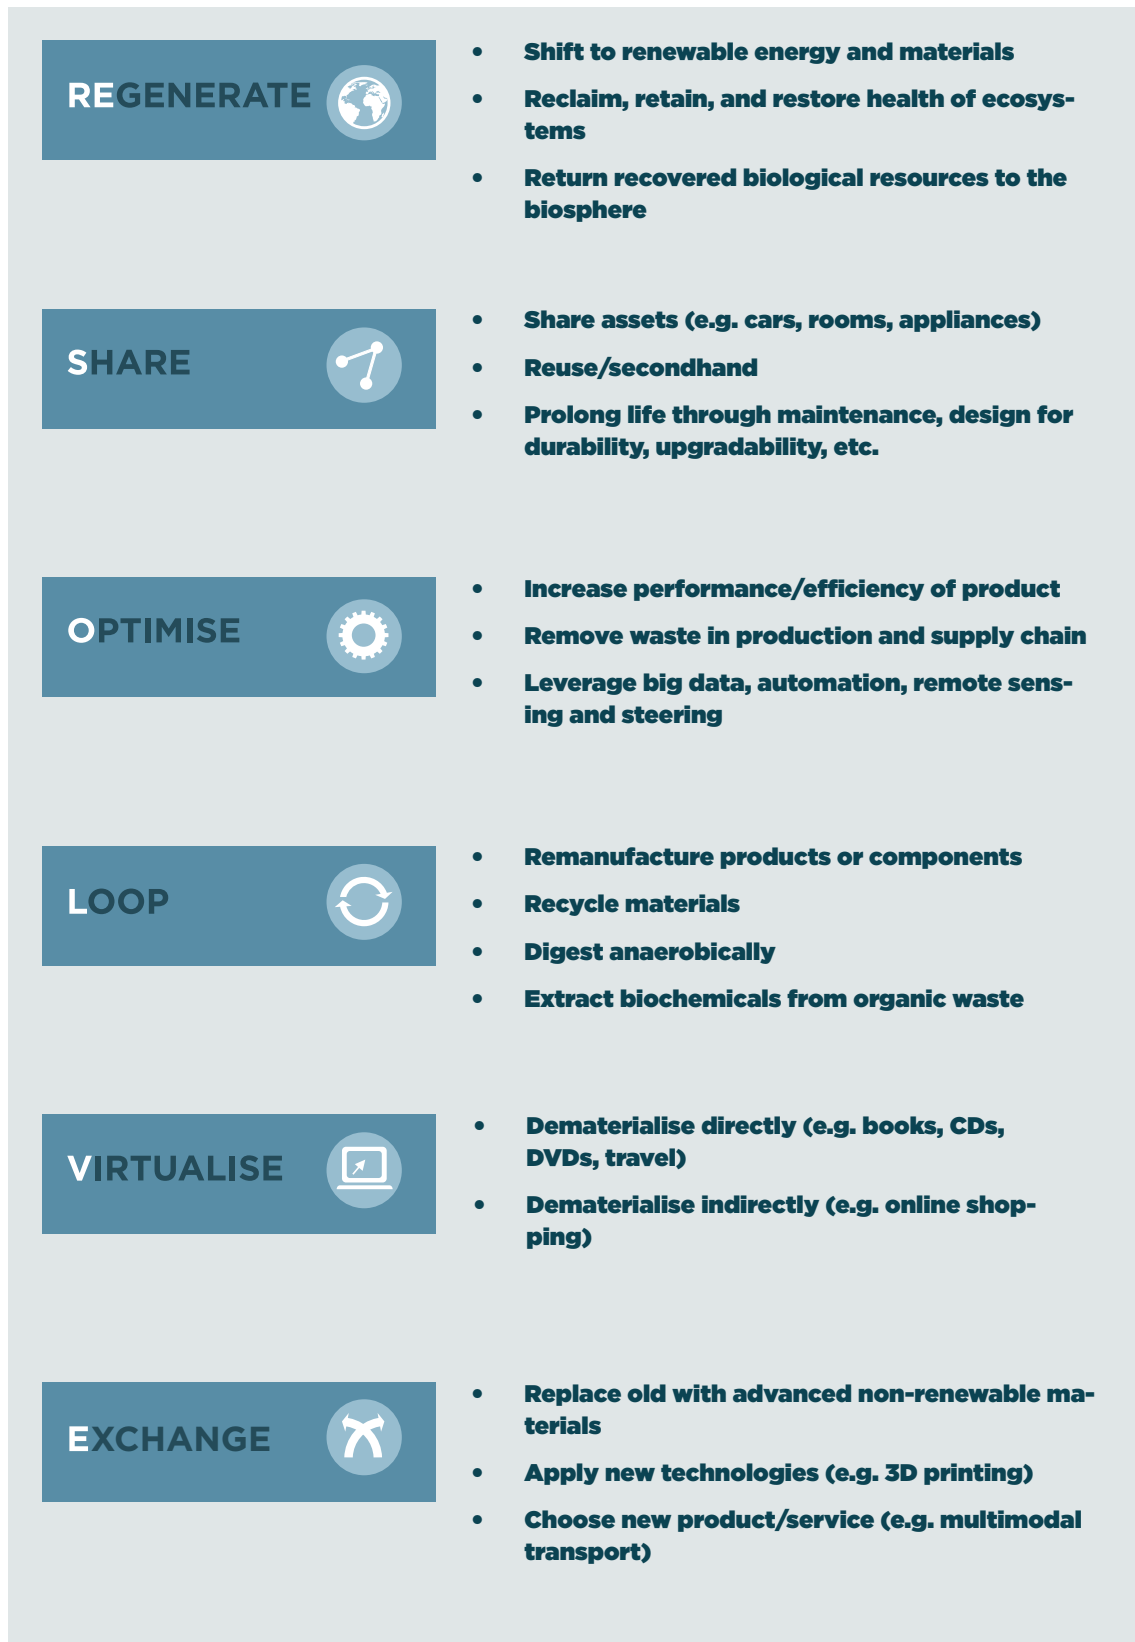 REGENERATE
• Shift to renewable energy and materials
• Reclaim, retain, and restore health of ecosys-
tems
• Return recovered biological resources to the
biosphere
SHARE
• Share assets (e.g. cars, rooms, appliances)
• Reuse/secondhand
• Prolong life through maintenance, design for
durability, upgradability, etc.
OPTIMISE
• Increase performance/efficiency of product
• Remove waste in production and supply chain
• Leverage big data, automation, remote sens-
ing and steering
LOOP
• Remanufacture products or components
• Recycle materials
• Digest anaerobically
• Extract biochemicals from organic waste
VIRTUALISE
• Dematerialise directly (e.g. books, CDs,
DVDs, travel)
• Dematerialise indirectly (e.g. online shop-
ping)
EXCHANGE
• Replace old with advanced non-renewable ma-
terials
• Apply new technologies (e.g. 3D printing)
• Choose new product/service (e.g. multimodal
transport)